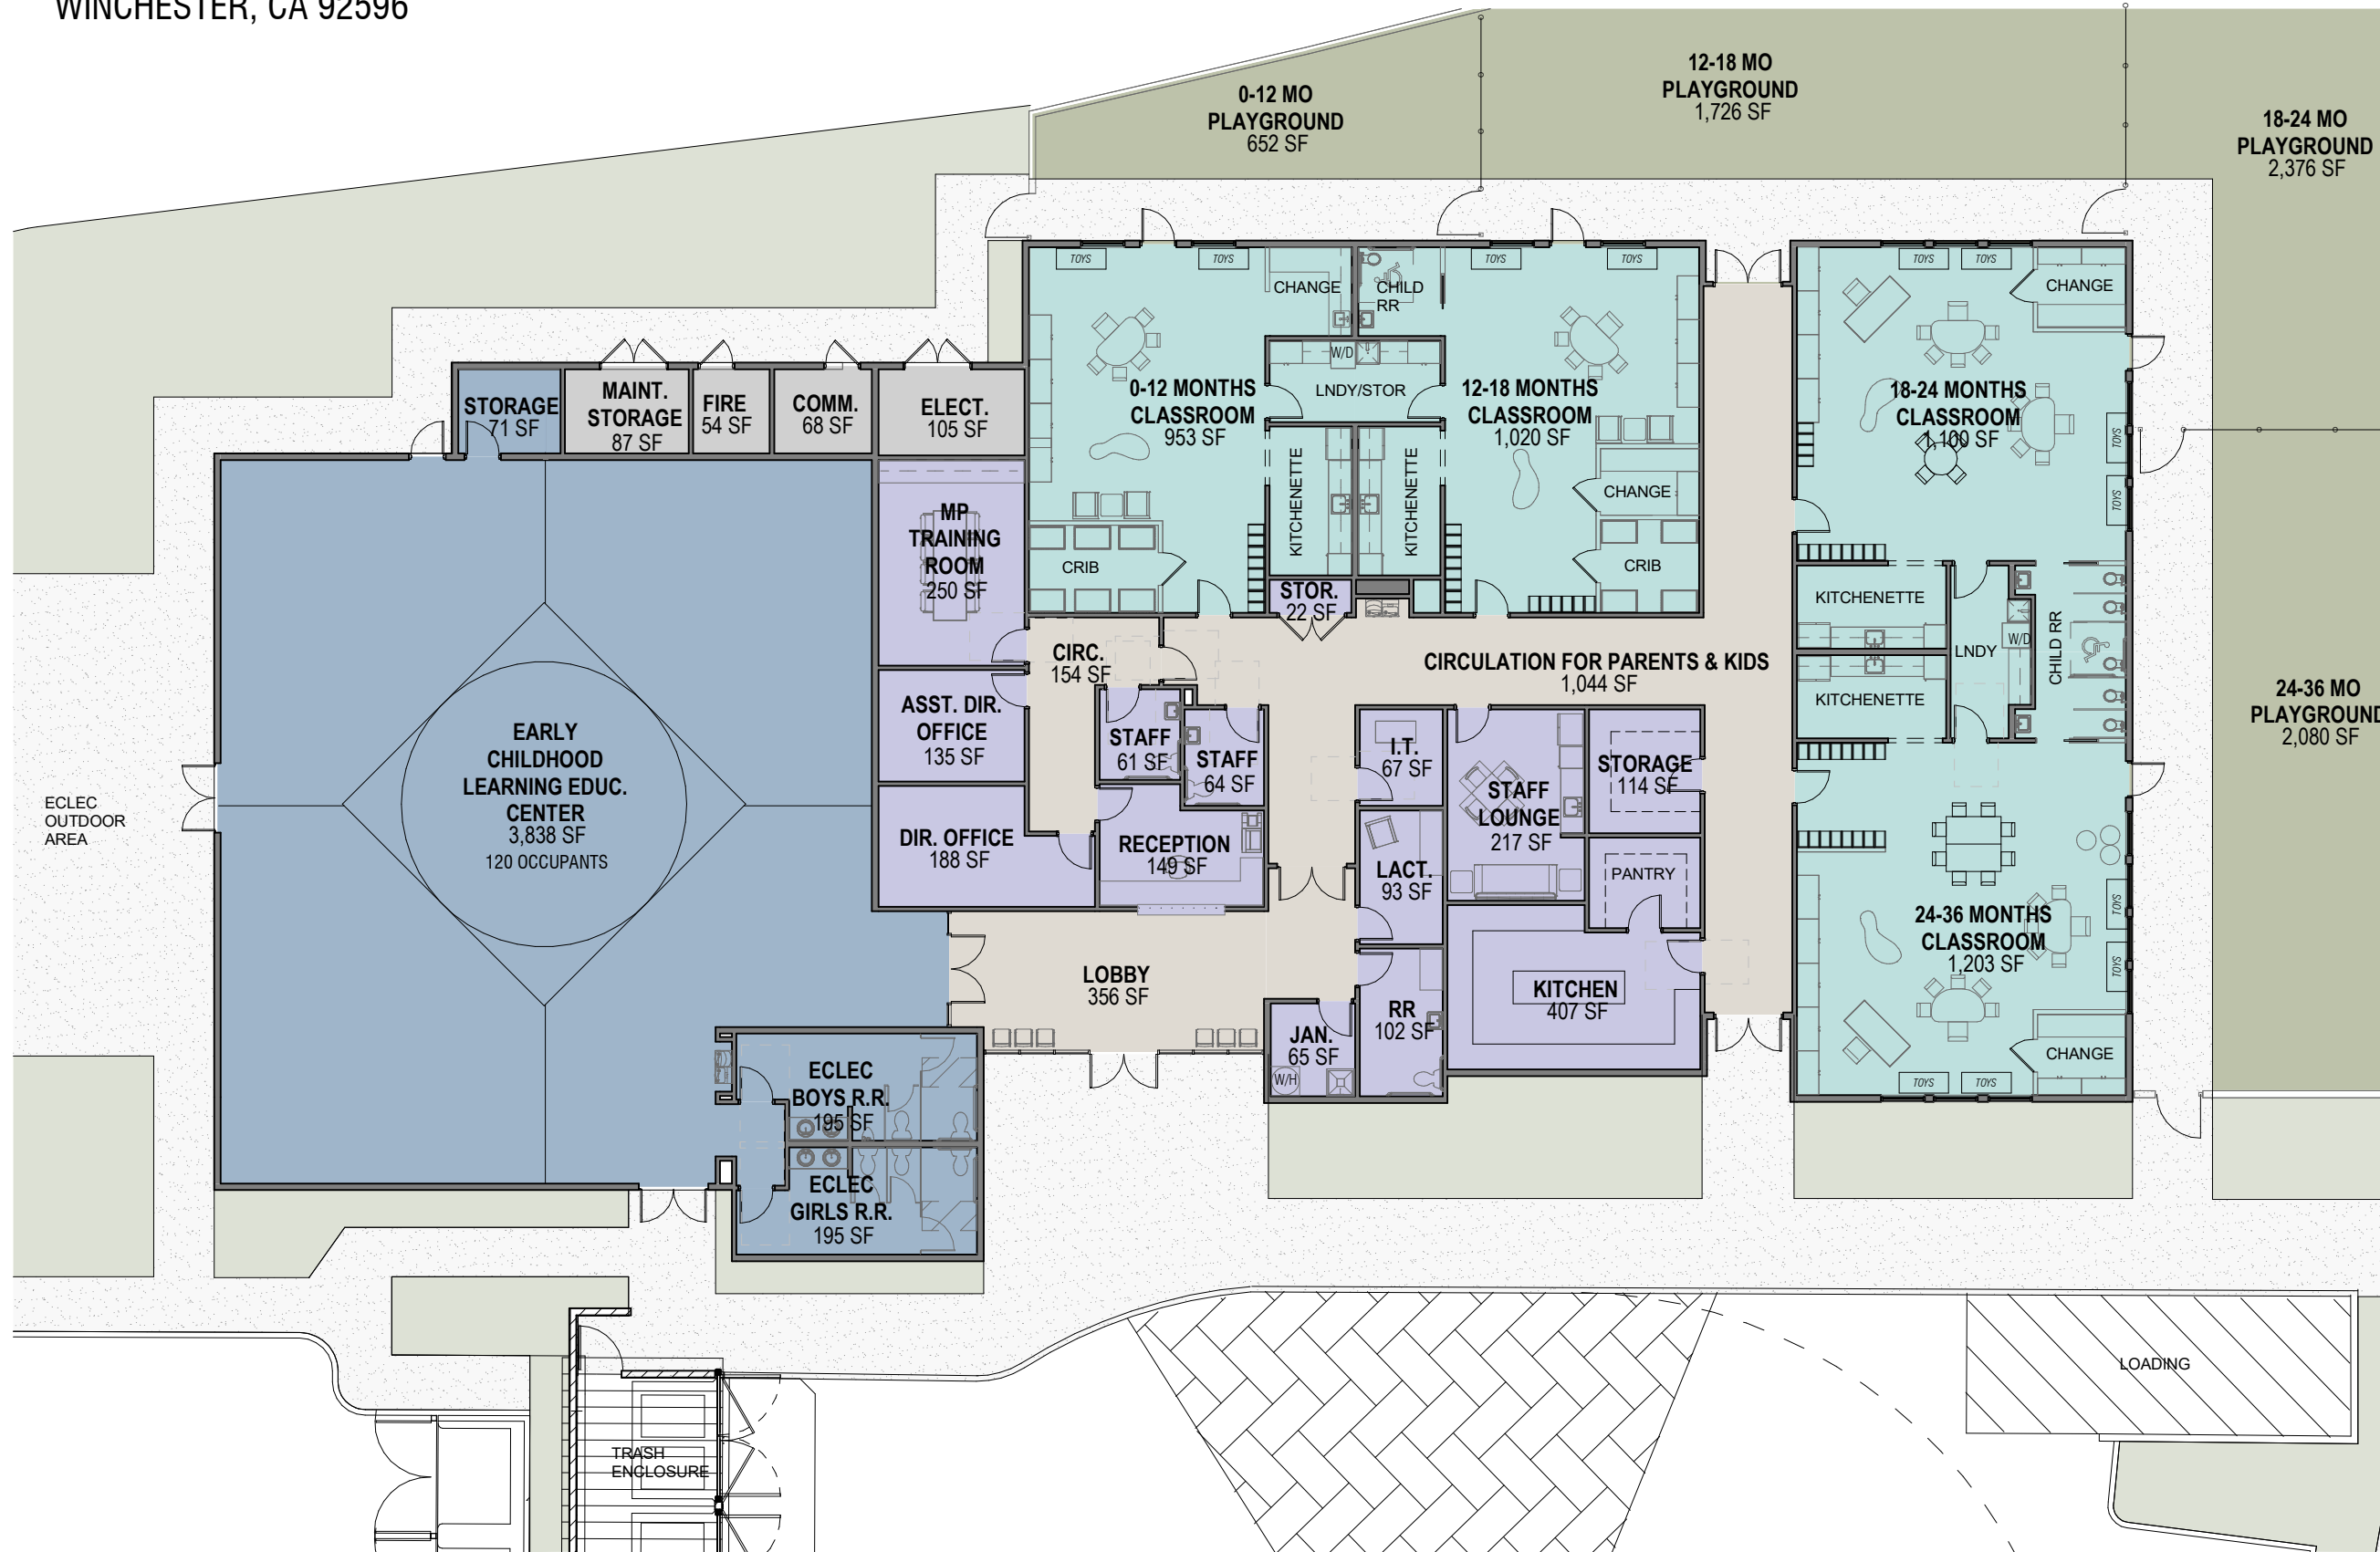 WINCHESTER, CA 92596
0-12 MO
PLAYGROUND
652 SF
12-18 MO
PLAYGROUND
1,726 SF
18-24 MO
PLAYGROUND
2,376 SF
24-36 MO
PLAYGROUND
2,080 SF
TOYS
TOYS
CHANGE
CHILD
RR
TOYS
TOYS
TOYS
TOYS
CHANGE
W/D
LNDY/STOR
0-12 MONTHS
CLASSROOM
953 SF
12-18 MONTHS
CLASSROOM
1,020 SF
18-24 MONTHS
CLASSROOM
1,100 SF
TOYS
TOYS
KITCHENETTE
KITCHENETTE
CHANGE
CRIB
CRIB
STORAGE
71 SF
MAINT.
STORAGE
87 SF
FIRE
54 SF
COMM.
68 SF
ELECT.
105 SF
MP
TRAINING
ROOM
250 SF
STOR.
22 SF
KITCHENETTE
KITCHENETTE
LNDY
W/D
CHILD RR
CIRC.
154 SF
CIRCULATION FOR PARENTS & KIDS
1,044 SF
ASST. DIR.
OFFICE
135 SF
STAFF
61 SF
STAFF
64 SF
I.T.
67 SF
STAFF
LOUNGE
217 SF
STORAGE
114 SF
EARLY
CHILDHOOD
LEARNING EDUC.
CENTER
3,838 SF
120 OCCUPANTS
ECLEC
OUTDOOR
AREA
DIR. OFFICE
188 SF
RECEPTION
149 SF
LACT.
93 SF
PANTRY
24-36 MONTHS
CLASSROOM
1,203 SF
TOYS
TOYS
LOBBY
356 SF
KITCHEN
407 SF
RR
102 SF
JAN.
65 SF
W/H
CHANGE
TOYS
TOYS
ECLEC
BOYS R.R.
195 SF
ECLEC
GIRLS R.R.
195 SF
LOADING
TRASH
ENCLOSURE